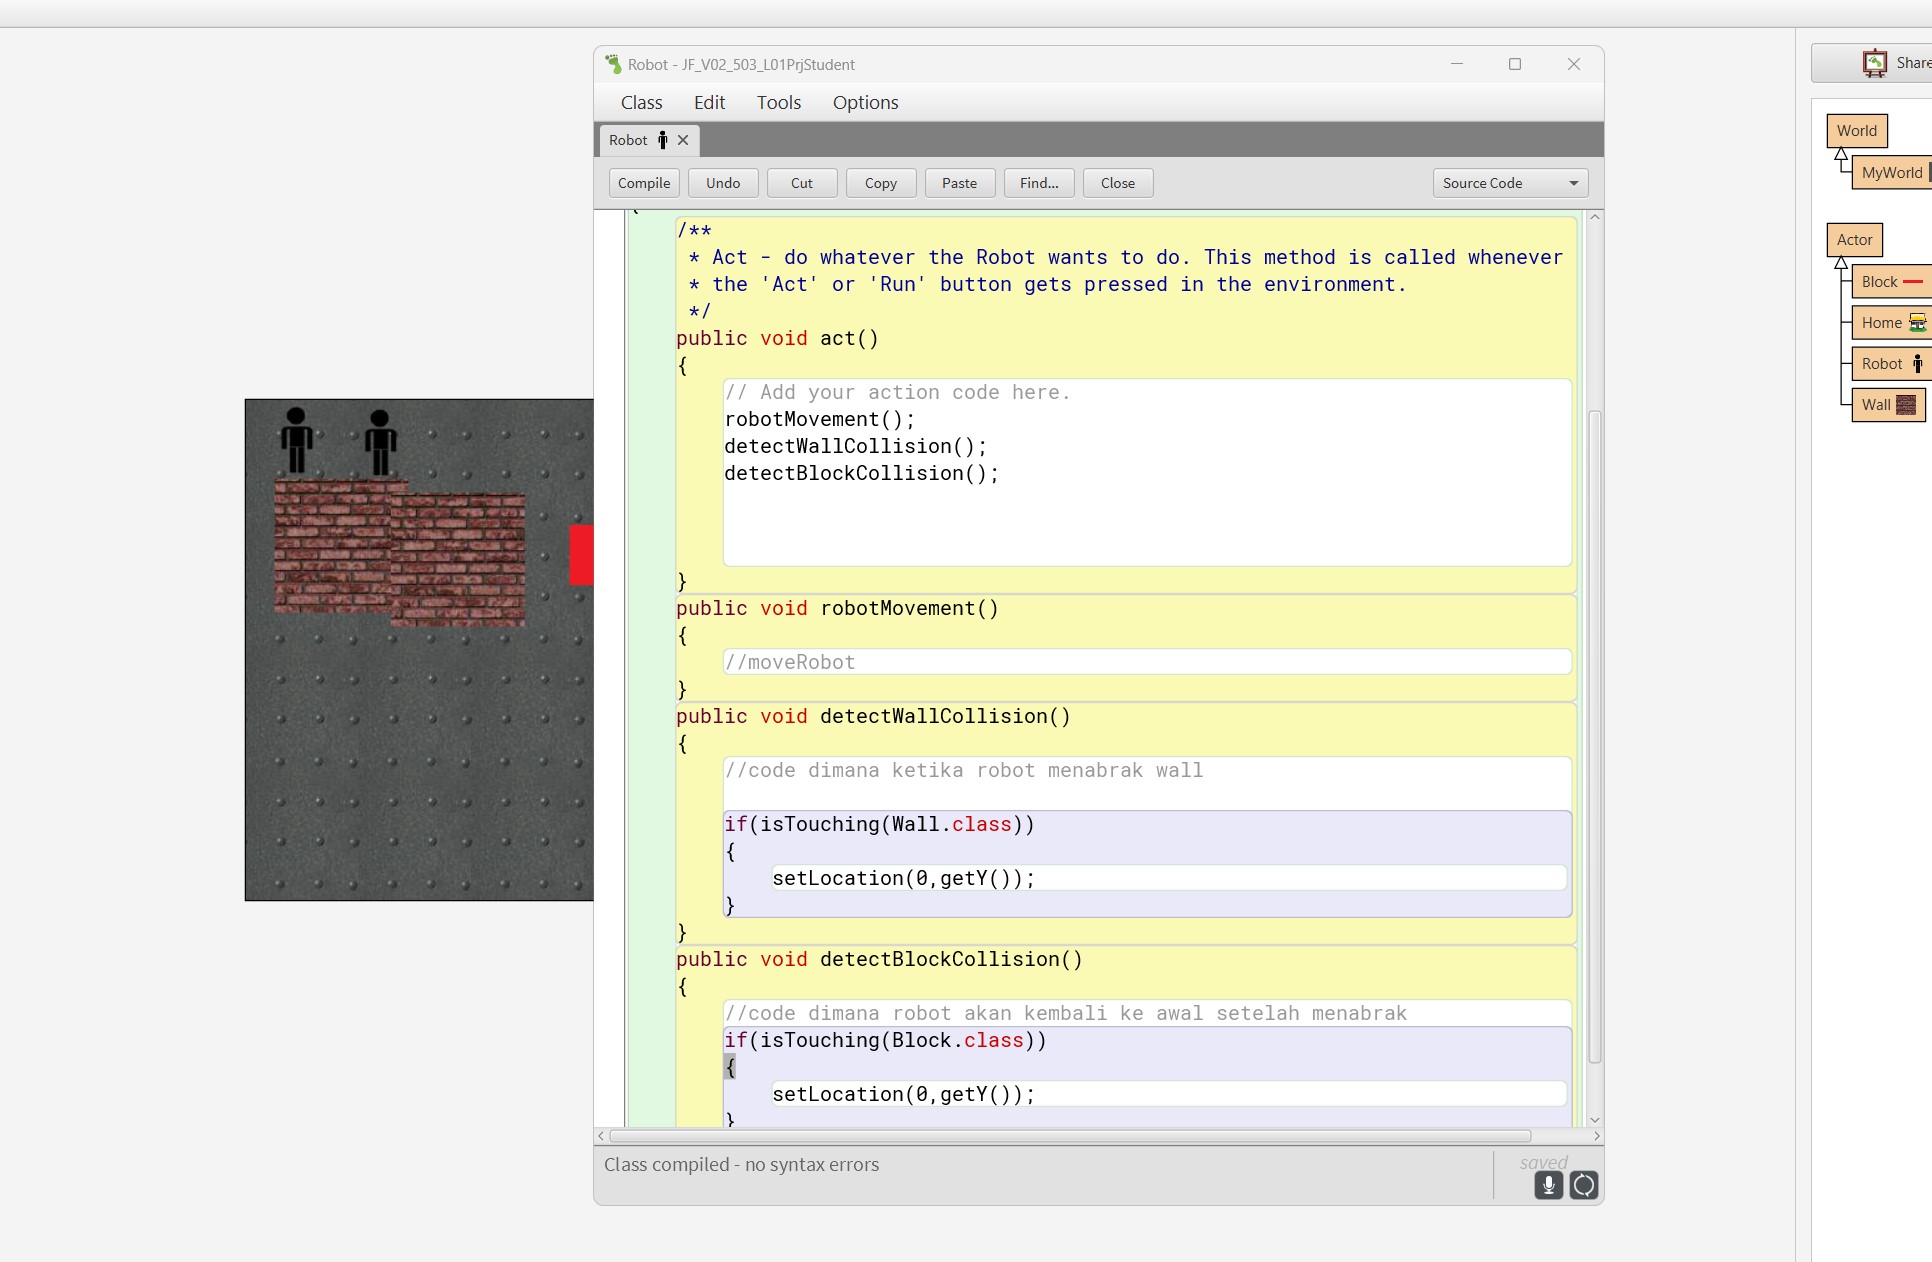 Robot - JF_V02_503_L01PrjStudent
Class Edit Tools Options
Robot
Compile Undo Cut Copy Paste Find... Close Source Code
{
/**
* Act - do whatever the Robot wants to do. This method is called whenever
* the 'Act' or 'Run' button gets pressed in the environment.
*/
public void act()
{
// Add your action code here.
robotMovement();
detectWallCollision();
detectBlockCollision();
}
public void robotMovement()
{
//moveRobot
}
public void detectWallCollision()
{
//code dimana ketika robot menabrak wall
if(isTouching(Wall.class))
{
setLocation(0,getY());
}
}
public void detectBlockCollision()
{
//code dimana robot akan kembali ke awal setelah menabrak
if(isTouching(Block.class))
{
setLocation(0,getY());
}
Class compiled - no syntax errors
saved
Share
World
MyWorld
Actor
Block
Home
Robot
Wall